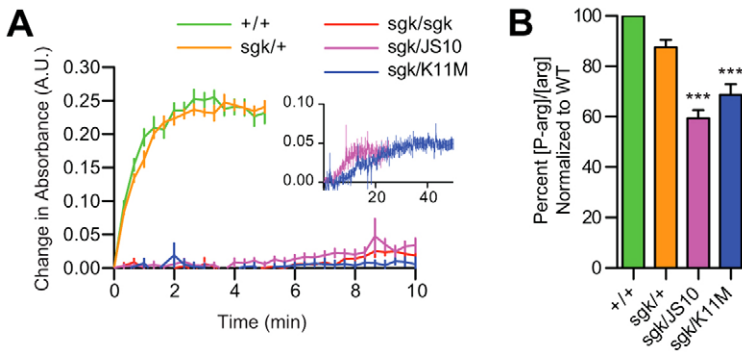 A
+/+
sgk/+
sgk/sgk
sgk/JS10
sgk/K11M
Change in Absorbance (A.U.)
0.30
0.25
0.20
0.15
0.10
0.05
0.00
0
2
4
6
8
10
Time (min)
0.10
0.05
0.00
20
40
B
Percent [P-arg]/[arg]
Normalized to WT
100
80
60
40
20
0
***
***
+/+
sgk/+
sgk/JS10
sgk/K11M